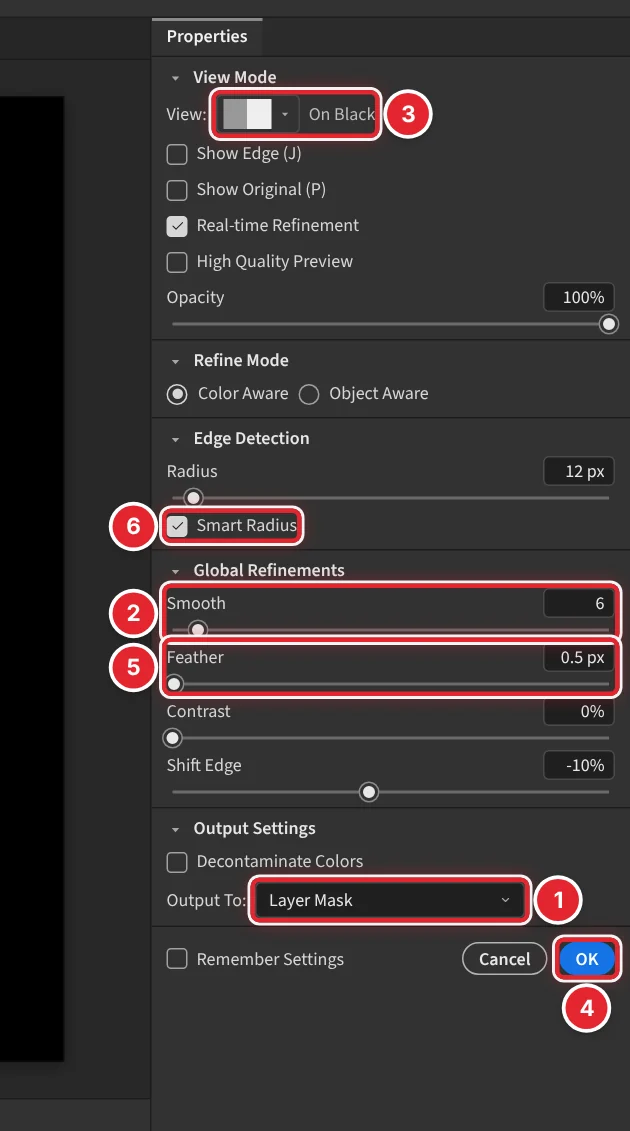 Properties
View Mode
View: On Black 3
Show Edge (J)
Show Original (P)
Real-time Refinement
High Quality Preview
Opacity 100%
Refine Mode
Color Aware Object Aware
Edge Detection
Radius 12 px
6 Smart Radius
Global Refinements
2 Smooth 6
5 Feather 0.5 px
Contrast 0%
Shift Edge -10%
Output Settings
Decontaminate Colors
Output To: Layer Mask 1
Remember Settings Cancel OK
4